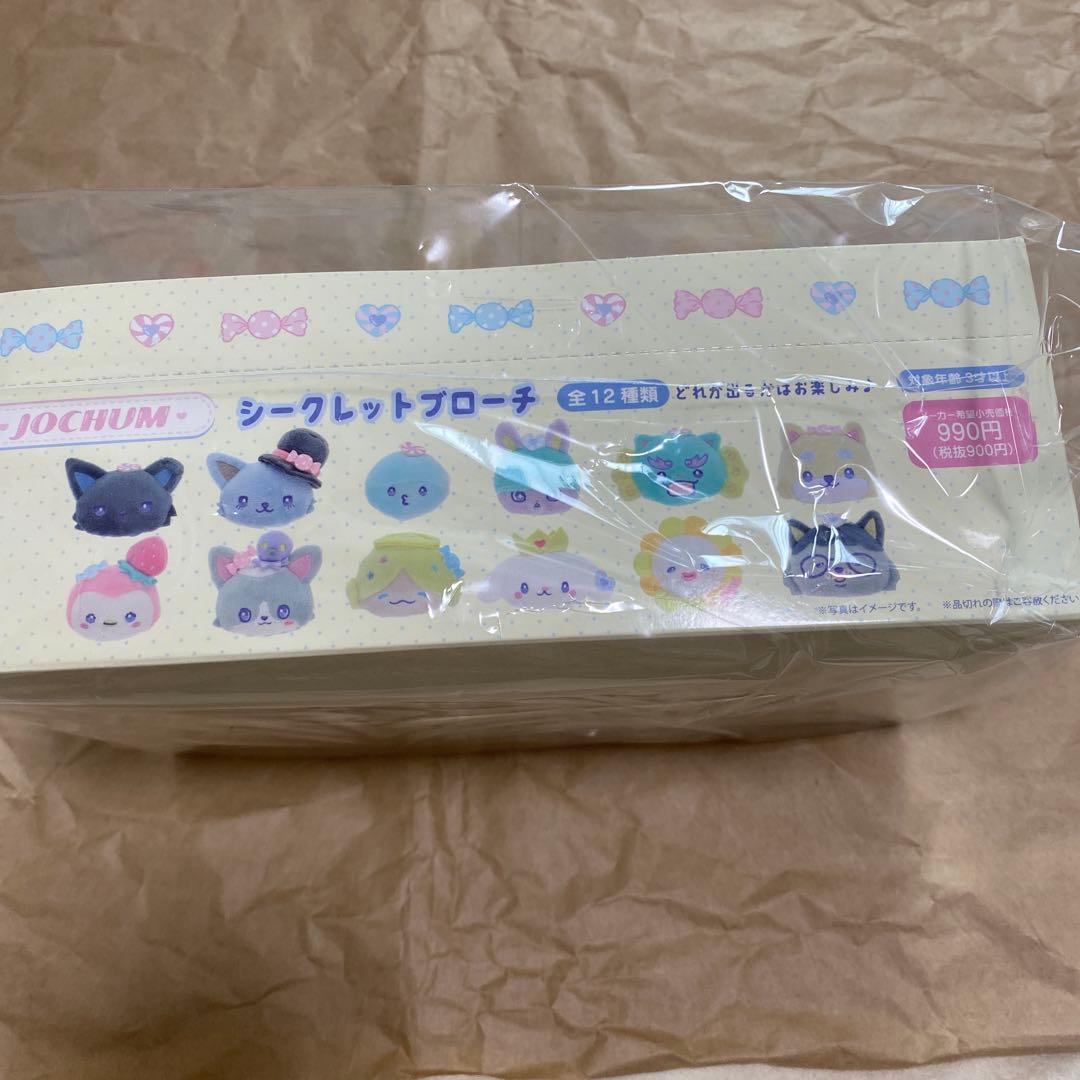 JOCHUM
シークレットブローチ
全12種類
どれが出るかはお楽しみ♪
対象年齢 3才以上
メーカー希望小売価格
990円
(税抜900円)
※写真はイメージです。 ※品切れの際はご容赦ください